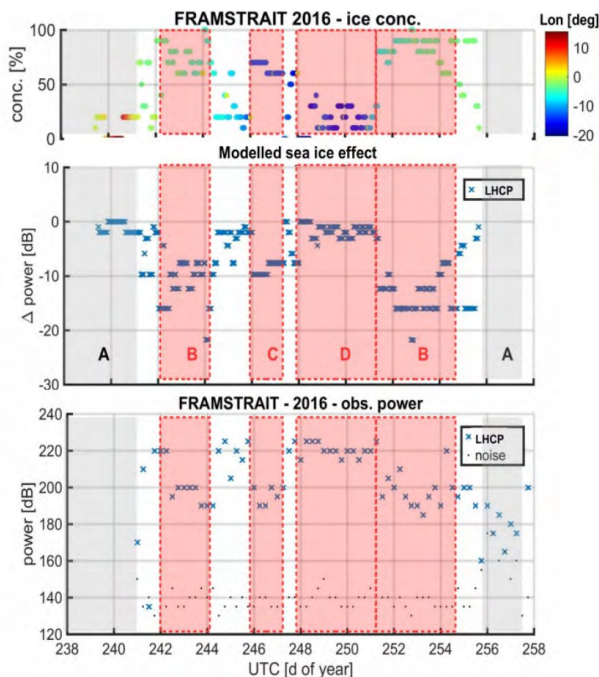 FRAMSTRAIT 2016 - ice conc.
Lon [deg]
conc. [%]
100
50
0
10
0
-10
-20
Modelled sea ice effect
LHCP
Δ power [dB]
10
0
-10
-20
-30
A
B
C
D
B
A
FRAMSTRAIT - 2016 - obs. power
LHCP
noise
power [dB]
240
220
200
180
160
140
120
238 240 242 244 246 248 250 252 254 256 258
UTC [d of year]